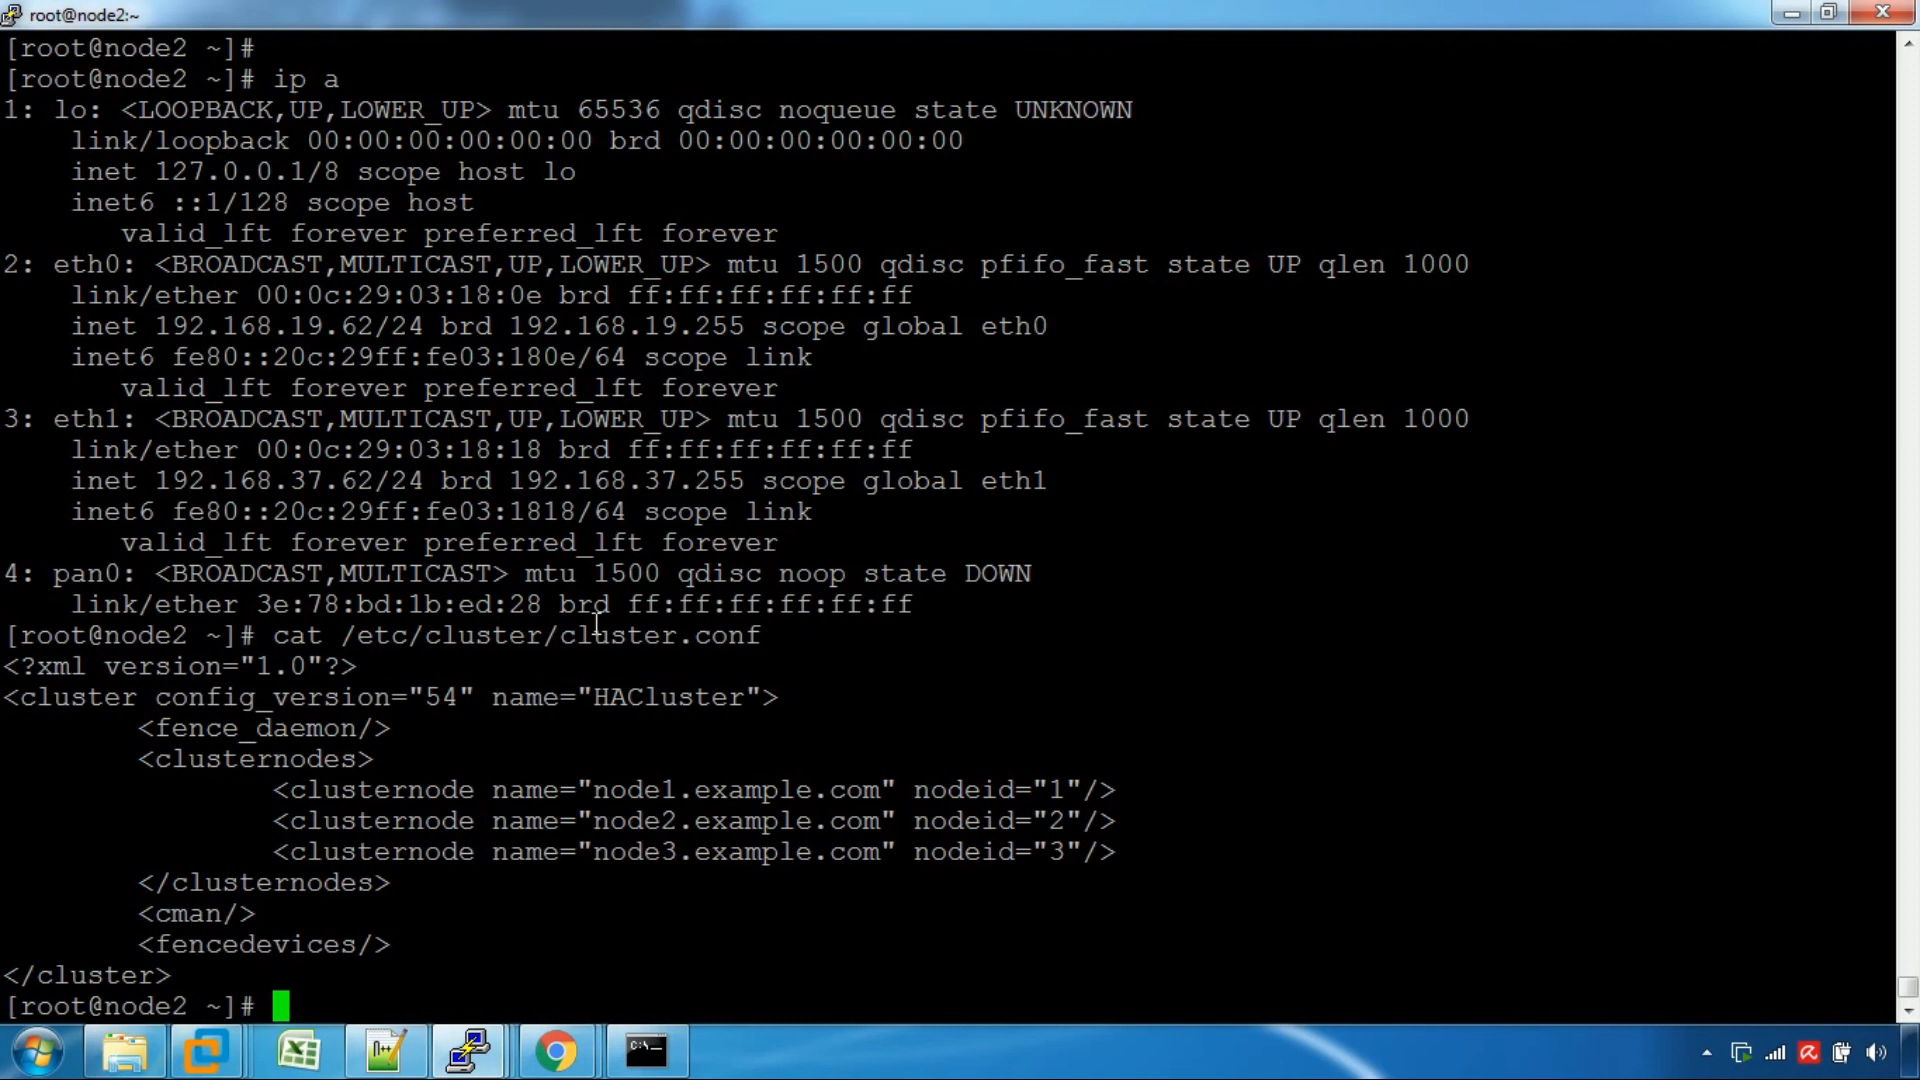 root@node2:~
[root@node2 ~]#
[root@node2 ~]# ip a
1: lo: <LOOPBACK,UP,LOWER_UP> mtu 65536 qdisc noqueue state UNKNOWN
    link/loopback 00:00:00:00:00:00 brd 00:00:00:00:00:00
    inet 127.0.0.1/8 scope host lo
    inet6 ::1/128 scope host
       valid_lft forever preferred_lft forever
2: eth0: <BROADCAST,MULTICAST,UP,LOWER_UP> mtu 1500 qdisc pfifo_fast state UP qlen 1000
    link/ether 00:0c:29:03:18:0e brd ff:ff:ff:ff:ff:ff
    inet 192.168.19.62/24 brd 192.168.19.255 scope global eth0
    inet6 fe80::20c:29ff:fe03:180e/64 scope link
       valid_lft forever preferred_lft forever
3: eth1: <BROADCAST,MULTICAST,UP,LOWER_UP> mtu 1500 qdisc pfifo_fast state UP qlen 1000
    link/ether 00:0c:29:03:18:18 brd ff:ff:ff:ff:ff:ff
    inet 192.168.37.62/24 brd 192.168.37.255 scope global eth1
    inet6 fe80::20c:29ff:fe03:1818/64 scope link
       valid_lft forever preferred_lft forever
4: pan0: <BROADCAST,MULTICAST> mtu 1500 qdisc noop state DOWN
    link/ether 3e:78:bd:1b:ed:28 brd ff:ff:ff:ff:ff:ff
[root@node2 ~]# cat /etc/cluster/cluster.conf
<?xml version="1.0"?>
<cluster config_version="54" name="HACluster">
        <fence_daemon/>
        <clusternodes>
                <clusternode name="node1.example.com" nodeid="1"/>
                <clusternode name="node2.example.com" nodeid="2"/>
                <clusternode name="node3.example.com" nodeid="3"/>
        </clusternodes>
        <cman/>
        <fencedevices/>
</cluster>
[root@node2 ~]#